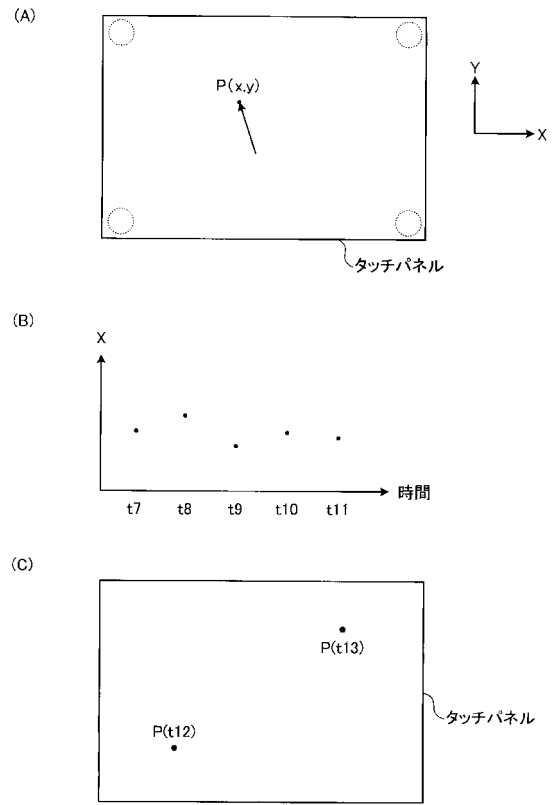 (A)
P(x,y)
Y
X
タッチパネル
(B)
X
時間
t7 t8 t9 t10 t11
(C)
P(t13)
タッチパネル
P(t12)